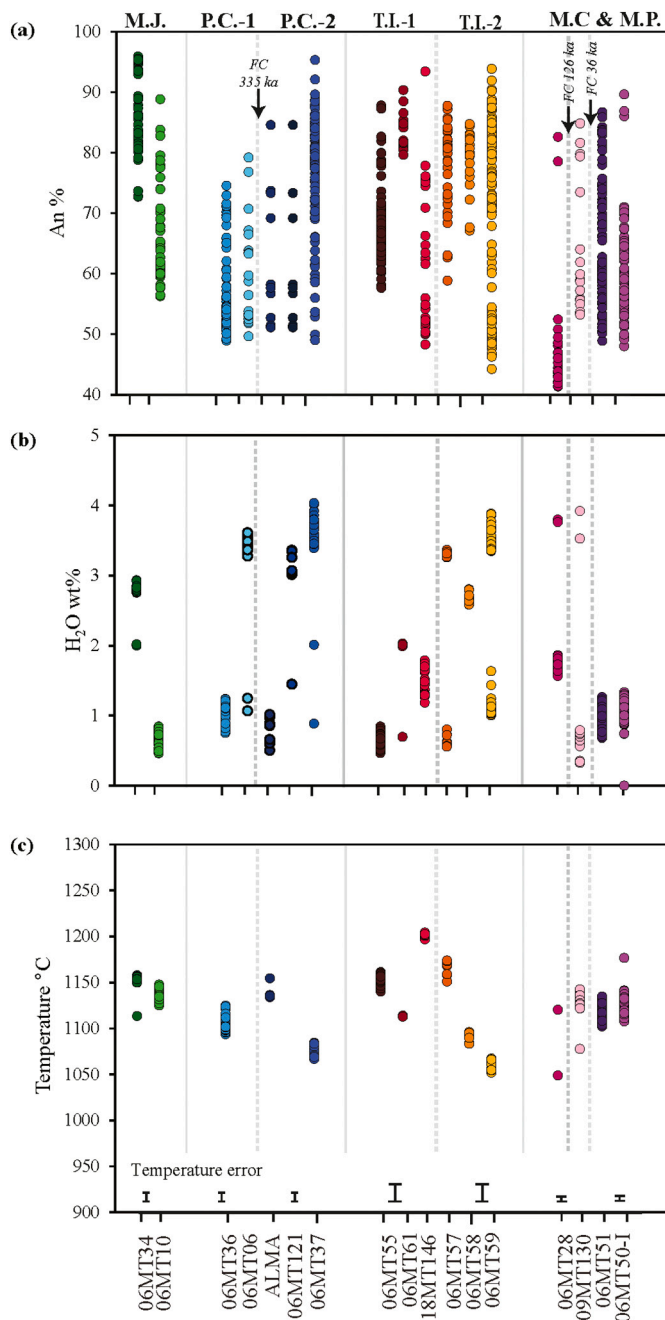 (a) M.J. P.C.-1 P.C.-2 T.I.-1 T.I.-2 M.C & M.P.
FC
335 ka
FC 126 ka
FC 36 ka
An %
100
90
80
70
60
50
40
(b)
H₂O wt%
5
4
3
2
1
0
(c)
Temperature °C
1300
1250
1200
1150
1100
1050
1000
950
900
Temperature error
06MT34
06MT10
06MT36
06MT06
ALMA
06MT121
06MT37
06MT55
06MT61
18MT146
06MT57
06MT58
06MT59
06MT28
09MT130
06MT51
06MT50-I